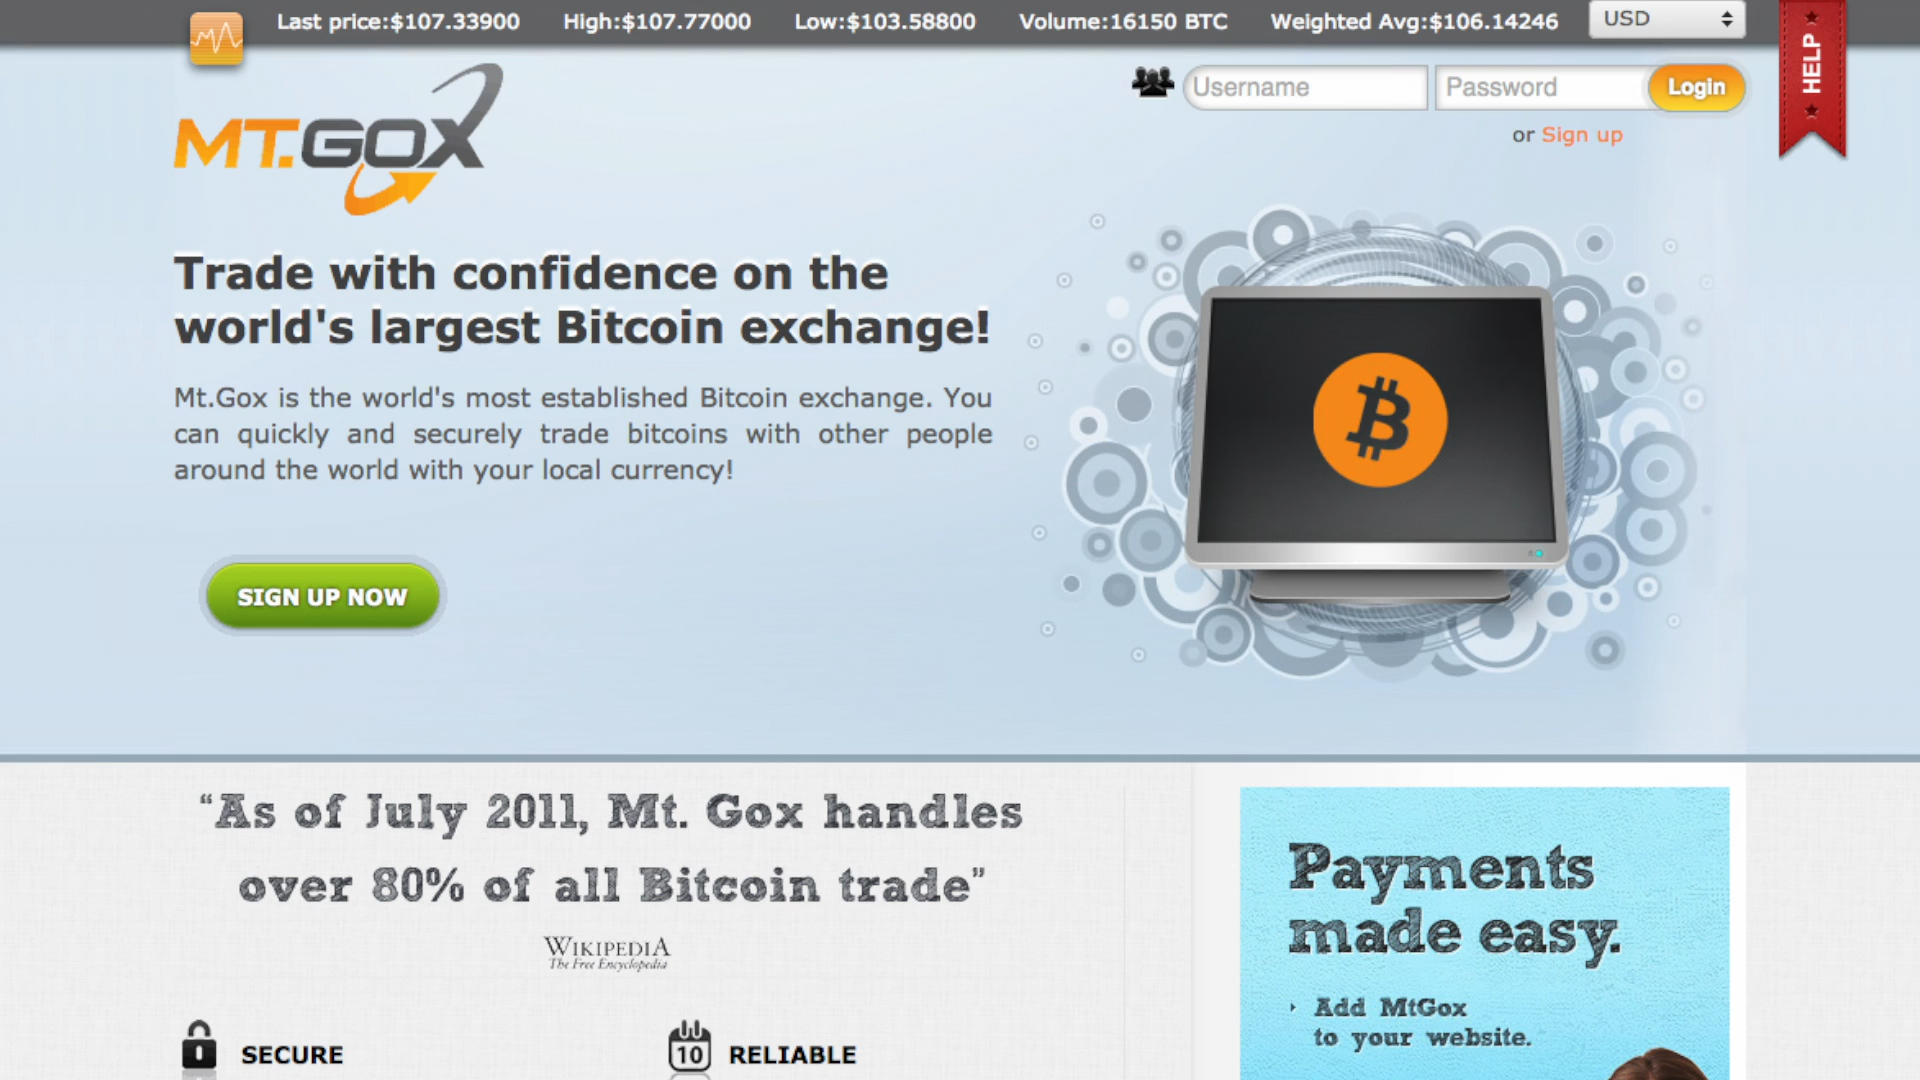 Last price:$107.33900 High:$107.77000 Low:$103.58800 Volume:16150 BTC Weighted Avg:$106.14246 USD
HELP
Username Password Login
or Sign up
MT.GOX
Trade with confidence on the
world's largest Bitcoin exchange!
Mt.Gox is the world's most established Bitcoin exchange. You
can quickly and securely trade bitcoins with other people
around the world with your local currency!
SIGN UP NOW
“As of July 2011, Mt. Gox handles
over 80% of all Bitcoin trade”
WIKIPEDIA
The Free Encyclopedia
10
SECURE RELIABLE
Payments
made easy.
Add MtGox
to your website.